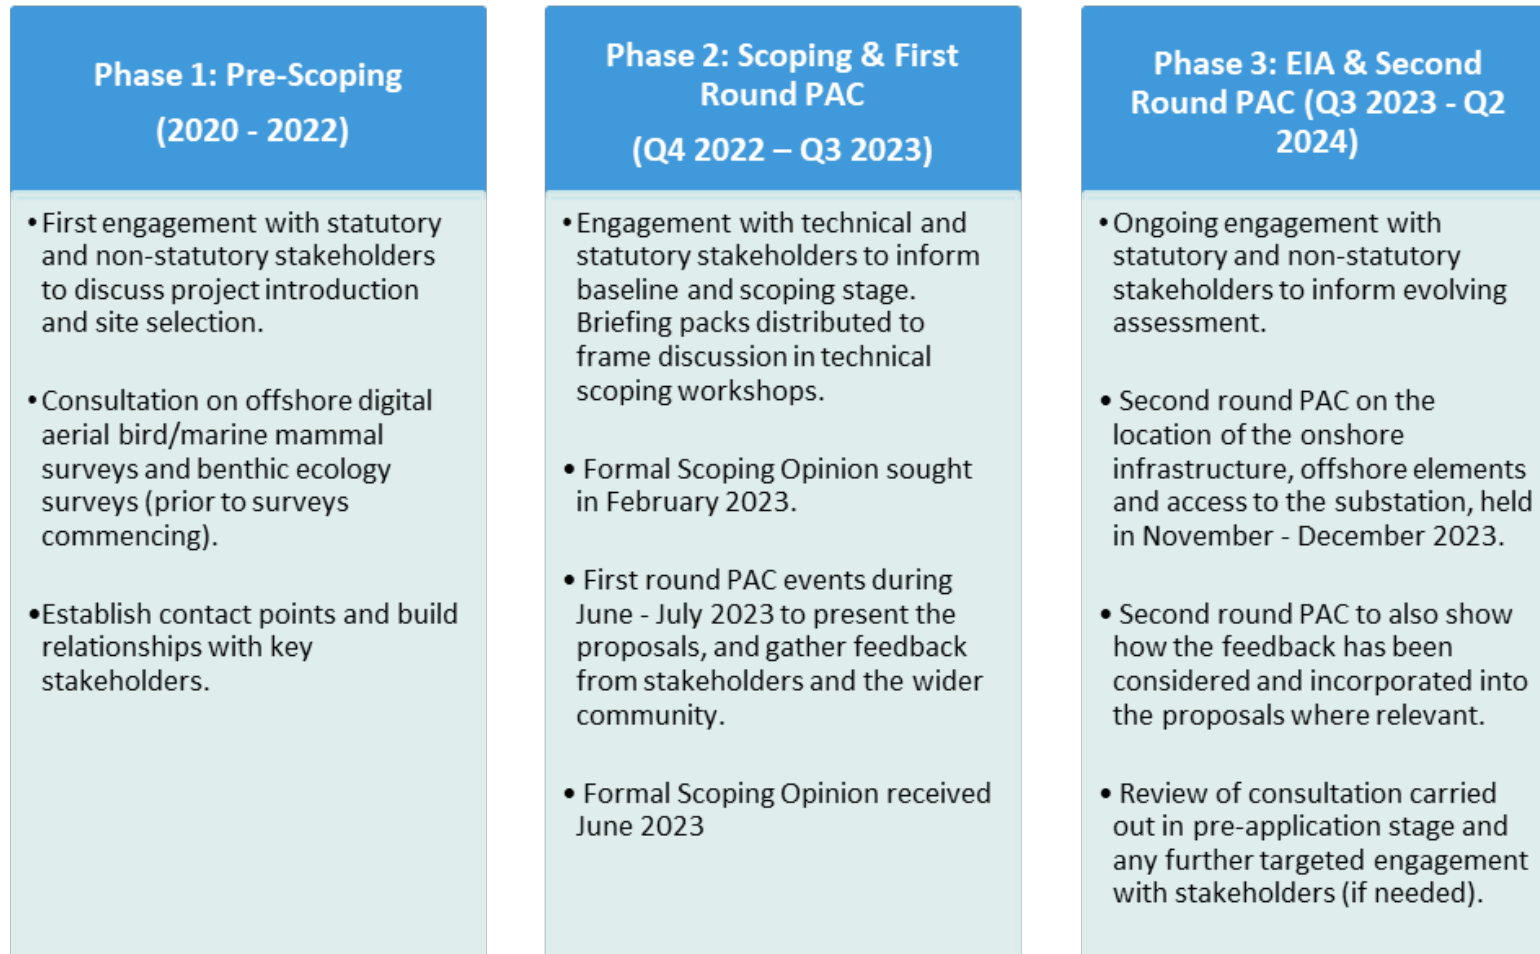 Phase 1: Pre-Scoping
(2020 - 2022)
•First engagement with statutory
and non-statutory stakeholders
to discuss project introduction
and site selection.
•Consultation on offshore digital
aerial bird/marine mammal
surveys and benthic ecology
surveys (prior to surveys
commencing).
•Establish contact points and build
relationships with key
stakeholders.
Phase 2: Scoping & First
Round PAC
(Q4 2022 – Q3 2023)
•Engagement with technical and
statutory stakeholders to inform
baseline and scoping stage.
Briefing packs distributed to
frame discussion in technical
scoping workshops.
• Formal Scoping Opinion sought
in February 2023.
• First round PAC events during
June - July 2023 to present the
proposals, and gather feedback
from stakeholders and the wider
community.
• Formal Scoping Opinion received
June 2023
Phase 3: EIA & Second
Round PAC (Q3 2023 - Q2
2024)
•Ongoing engagement with
statutory and non-statutory
stakeholders to inform evolving
assessment.
• Second round PAC on the
location of the onshore
infrastructure, offshore elements
and access to the substation, held
in November - December 2023.
• Second round PAC to also show
how the feedback has been
considered and incorporated into
the proposals where relevant.
• Review of consultation carried
out in pre-application stage and
any further targeted engagement
with stakeholders (if needed).